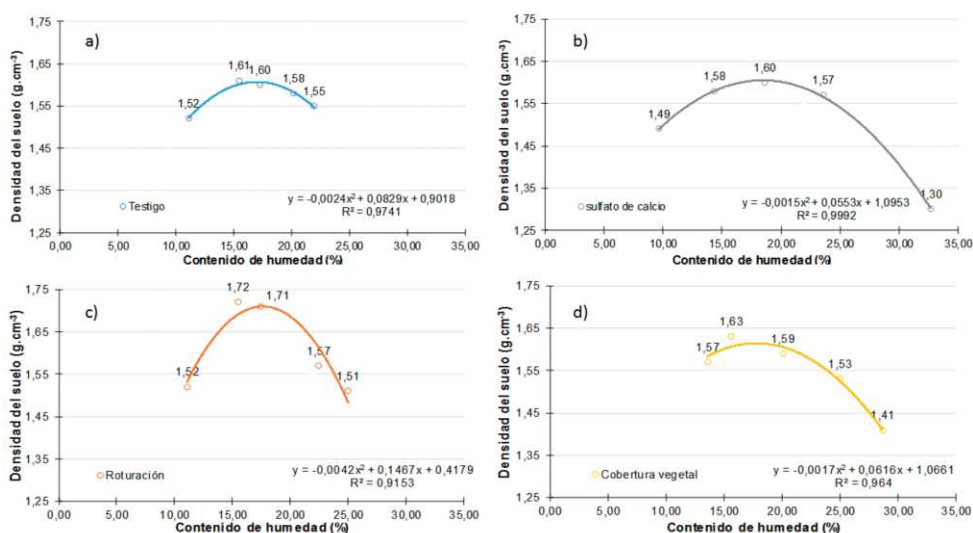 a)
Densidad del suelo (g.cm-³)
1,75
1,65
1,55
1,45
1,35
1,25
1,52
1,61
1,60
1,58
1,55
y = -0,0024x² + 0,0829x + 0,9018
R² = 0,9741
Testigo
0,00 5,00 10,00 15,00 20,00 25,00 30,00 35,00
Contenido de humedad (%)
b)
Densidad del suelo (g.cm-³)
1,75
1,65
1,55
1,45
1,35
1,25
1,49
1,58
1,60
1,57
1,30
y = -0,0015x² + 0,0553x + 1,0953
R² = 0,9992
sulfato de calcio
0,00 5,00 10,00 15,00 20,00 25,00 30,00 35,00
Contenido de humedad (%)
c)
Densidad del suelo (g.cm-³)
1,75
1,65
1,55
1,45
1,35
1,25
1,52
1,72
1,71
1,57
1,51
y = -0,0042x² + 0,1467x + 0,4179
R² = 0,9153
Roturación
0,00 5,00 10,00 15,00 20,00 25,00 30,00 35,00
Contenido de humedad (%)
d)
Densidad del suelo (g.cm-³)
1,75
1,65
1,55
1,45
1,35
1,25
1,57
1,63
1,59
1,53
1,41
y = -0,0017x² + 0,0616x + 1,0661
R² = 0,964
Cobertura vegetal
0,00 5,00 10,00 15,00 20,00 25,00 30,00 35,00
Contenido de humedad (%)